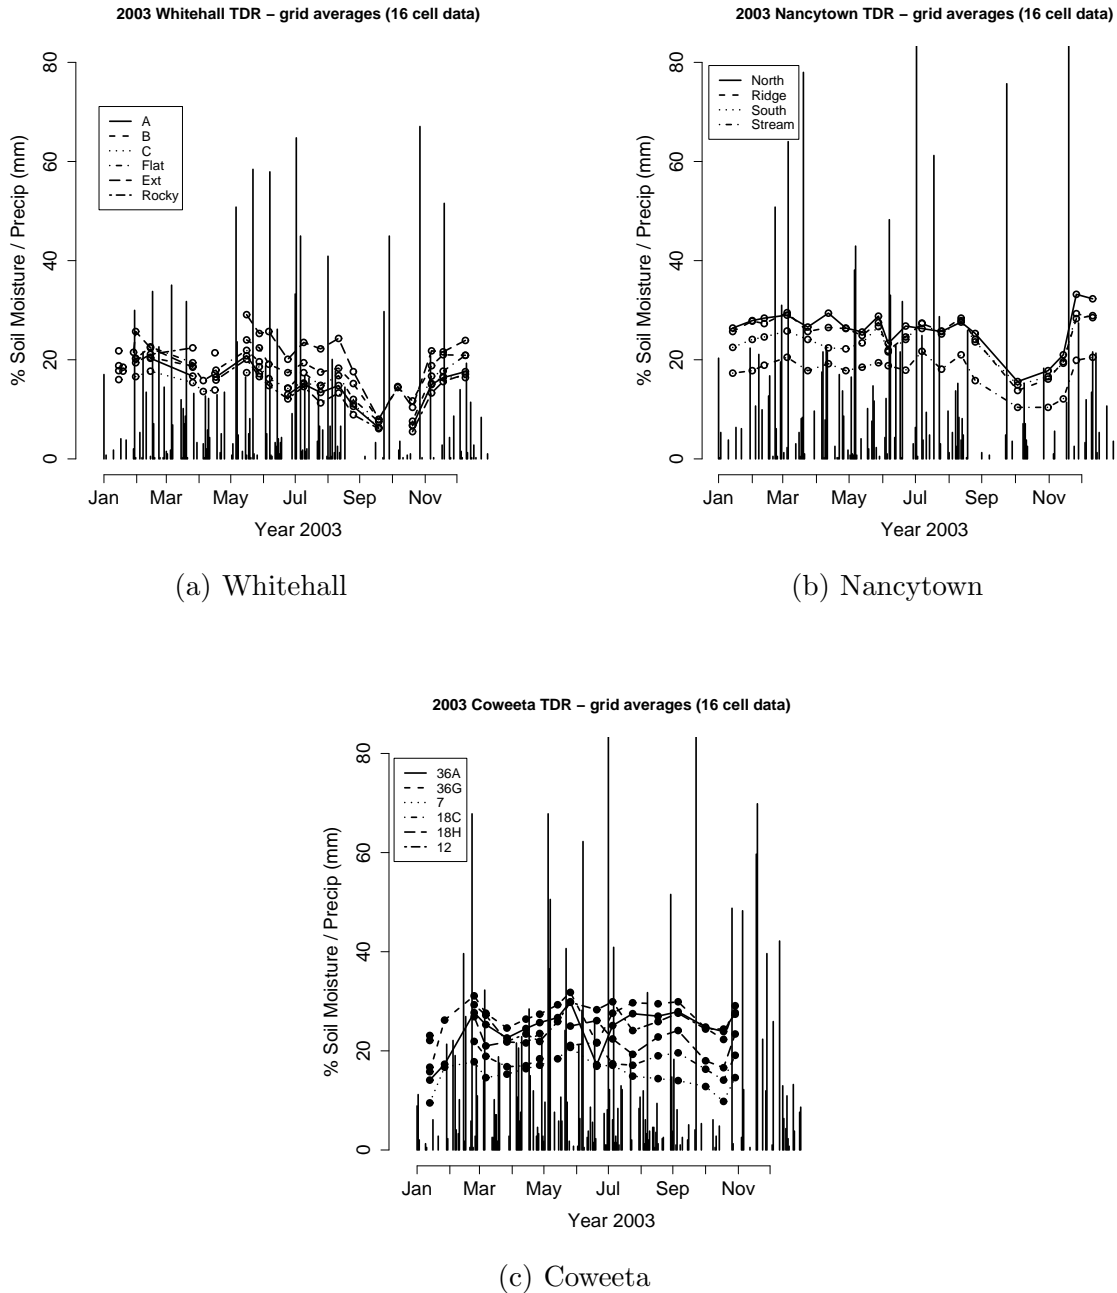 2003 Whitehall TDR – grid averages (16 cell data)
% Soil Moisture / Precip (mm)
80
60
40
20
0
A
B
C
Flat
Ext
Rocky
Jan Mar May Jul Sep Nov
Year 2003
(a) Whitehall
2003 Nancytown TDR – grid averages (16 cell data)
% Soil Moisture / Precip (mm)
80
60
40
20
0
North
Ridge
South
Stream
Jan Mar May Jul Sep Nov
Year 2003
(b) Nancytown
2003 Coweeta TDR – grid averages (16 cell data)
% Soil Moisture / Precip (mm)
80
60
40
20
0
36A
36G
7
18C
18H
12
Jan Mar May Jul Sep Nov
Year 2003
(c) Coweeta